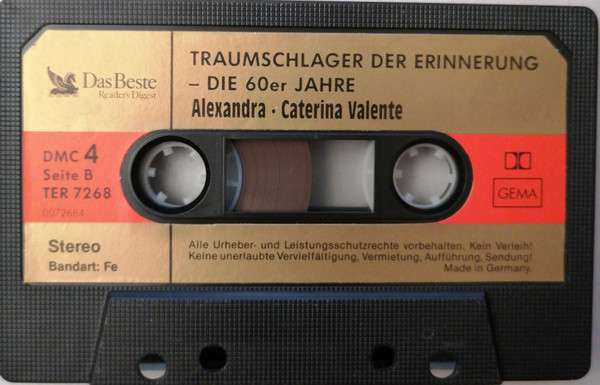 Das Beste
Reader's Digest
TRAUMSCHLAGER DER ERINNERUNG
– DIE 60er JAHRE
Alexandra · Caterina Valente
DMC 4
Seite B
TER 7268
0072684
GEMA
Stereo
Bandart: Fe
Alle Urheber- und Leistungsschutzrechte vorbehalten. Kein Verleih!
Keine unerlaubte Vervielfältigung, Vermietung, Aufführung, Sendung!
Made in Germany.